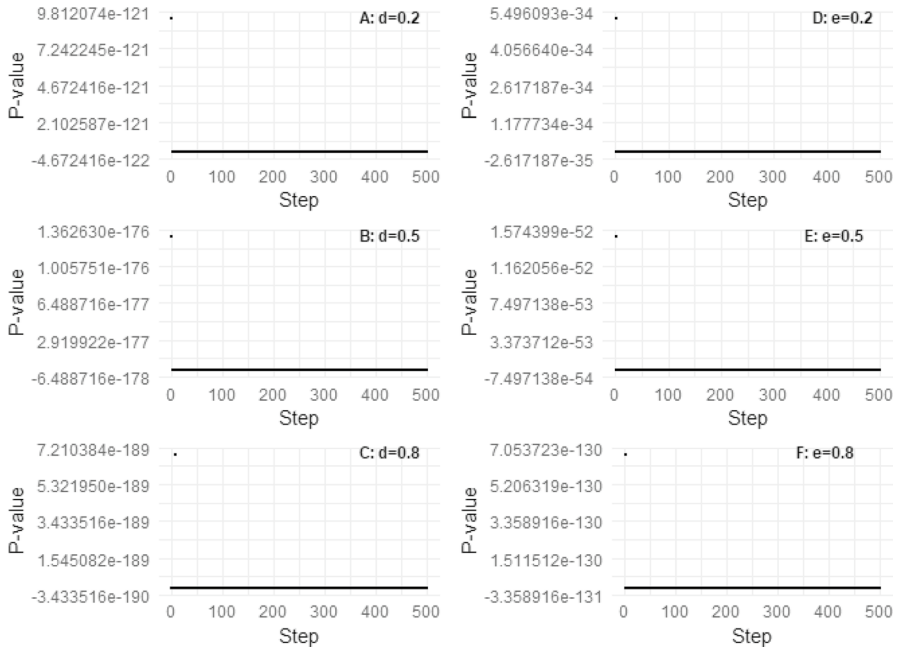 9.812074e-121
A: d=0.2
7.242245e-121
4.672416e-121
2.102587e-121
-4.672416e-122
P-value
0 100 200 300 400 500
Step
5.496093e-34
D: e=0.2
4.056640e-34
2.617187e-34
1.177734e-34
-2.617187e-35
P-value
0 100 200 300 400 500
Step
1.362630e-176
B: d=0.5
1.005751e-176
6.488716e-177
2.919922e-177
-6.488716e-178
P-value
0 100 200 300 400 500
Step
1.574399e-52
E: e=0.5
1.162056e-52
7.497138e-53
3.373712e-53
-7.497138e-54
P-value
0 100 200 300 400 500
Step
7.210384e-189
C: d=0.8
5.321950e-189
3.433516e-189
1.545082e-189
-3.433516e-190
P-value
0 100 200 300 400 500
Step
7.053723e-130
F: e=0.8
5.206319e-130
3.358916e-130
1.511512e-130
-3.358916e-131
P-value
0 100 200 300 400 500
Step